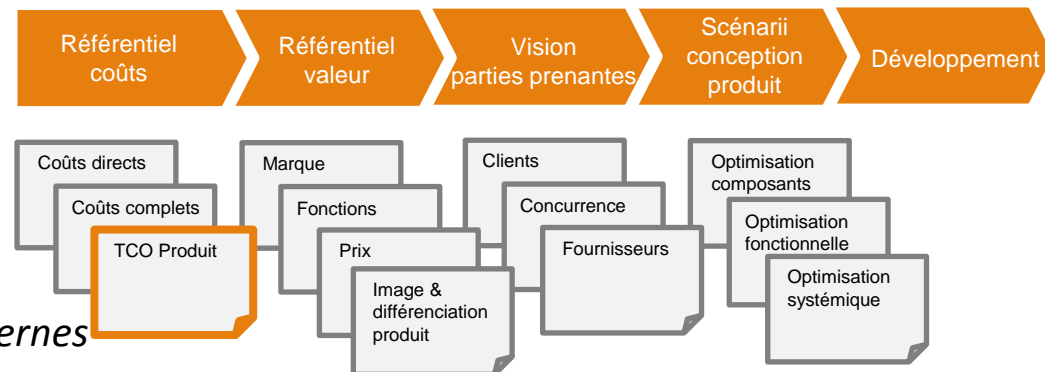 Référentiel
coûts
Référentiel
valeur
Vision
parties prenantes
Scénarii
conception
produit
Développement
Coûts directs
Coûts complets
TCO Produit
Marque
Fonctions
Prix
Image &
différenciation
produit
Clients
Concurrence
Fournisseurs
Optimisation
composants
Optimisation
fonctionnelle
Optimisation
systémique
ernes